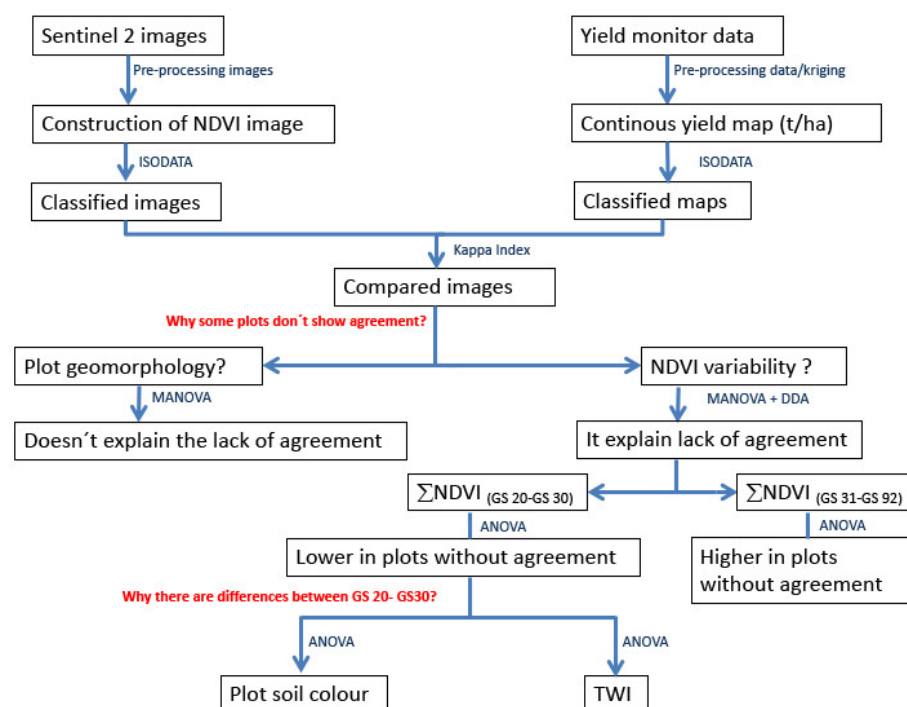 Sentinel 2 images
Yield monitor data
Pre-processing images
Pre-processing data/kriging
Construction of NDVI image
Continous yield map (t/ha)
ISODATA
ISODATA
Classified images
Classified maps
Kappa Index
Compared images
Why some plots don´t show agreement?
Plot geomorphology?
NDVI variability ?
MANOVA
MANOVA + DDA
Doesn´t explain the lack of agreement
It explain lack of agreement
∑NDVI (GS 20-GS 30)
∑NDVI (GS 31-GS 92)
ANOVA
ANOVA
Lower in plots without agreement
Higher in plots
without agreement
Why there are differences between GS 20- GS30?
ANOVA
ANOVA
Plot soil colour
TWI